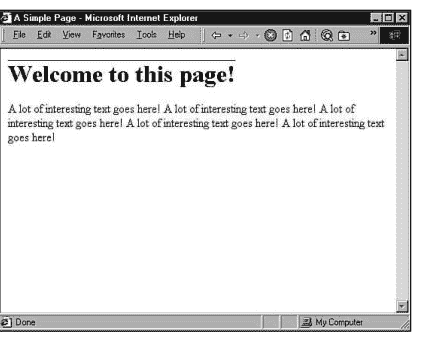 A Simple Page - Microsoft Internet Explorer
File Edit View Favorites Tools Help »
Welcome to this page!
A lot of interesting text goes here! A lot of interesting text goes here! A lot of
interesting text goes here! A lot of interesting text goes here! A lot of interesting text
goes here!
Done My Computer